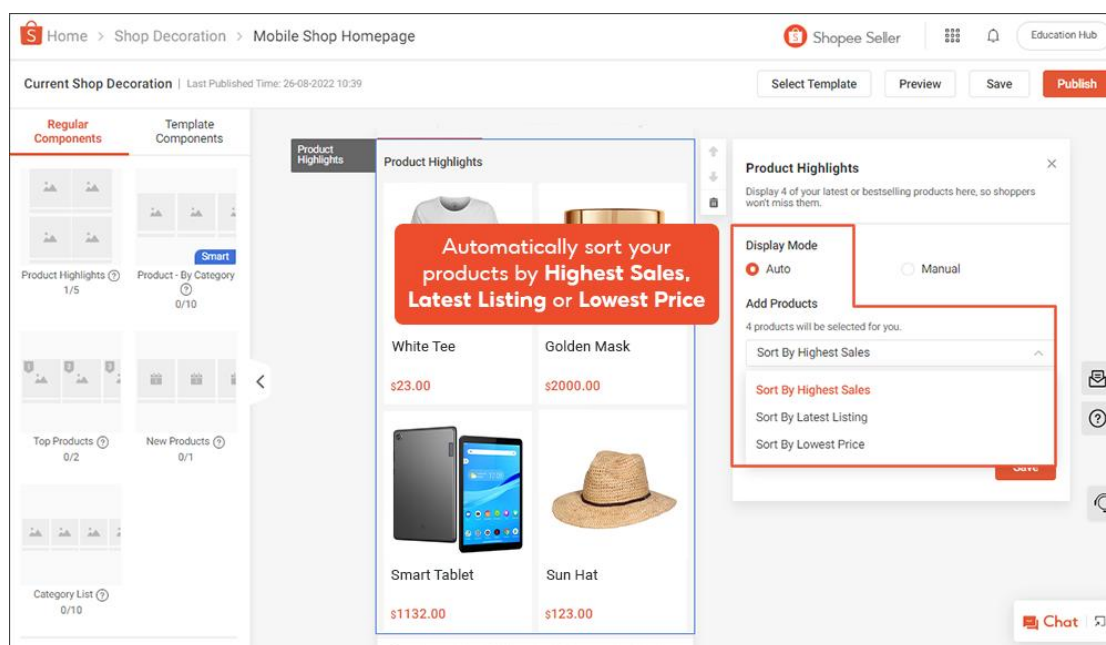 S Home > Shop Decoration > Mobile Shop Homepage
Shopee Seller
Education Hub
Current Shop Decoration | Last Published Time: 26-08-2022 10:39
Select Template
Preview
Save
Publish
Regular
Components
Template
Components
Product Highlights
1/5
Smart
Product - By Category
0/10
Top Products
0/2
New Products
0/1
Category List
0/10
Product
Highlights
Product Highlights
Automatically sort your
products by Highest Sales,
Latest Listing or Lowest Price
White Tee
Golden Mask
$23.00
$2000.00
Smart Tablet
Sun Hat
$1132.00
$123.00
Product Highlights
Display 4 of your latest or bestselling products here, so shoppers
won't miss them.
Display Mode
Auto
Manual
Add Products
4 products will be selected for you.
Sort By Highest Sales
Sort By Highest Sales
Sort By Latest Listing
Sort By Lowest Price
Save
Chat